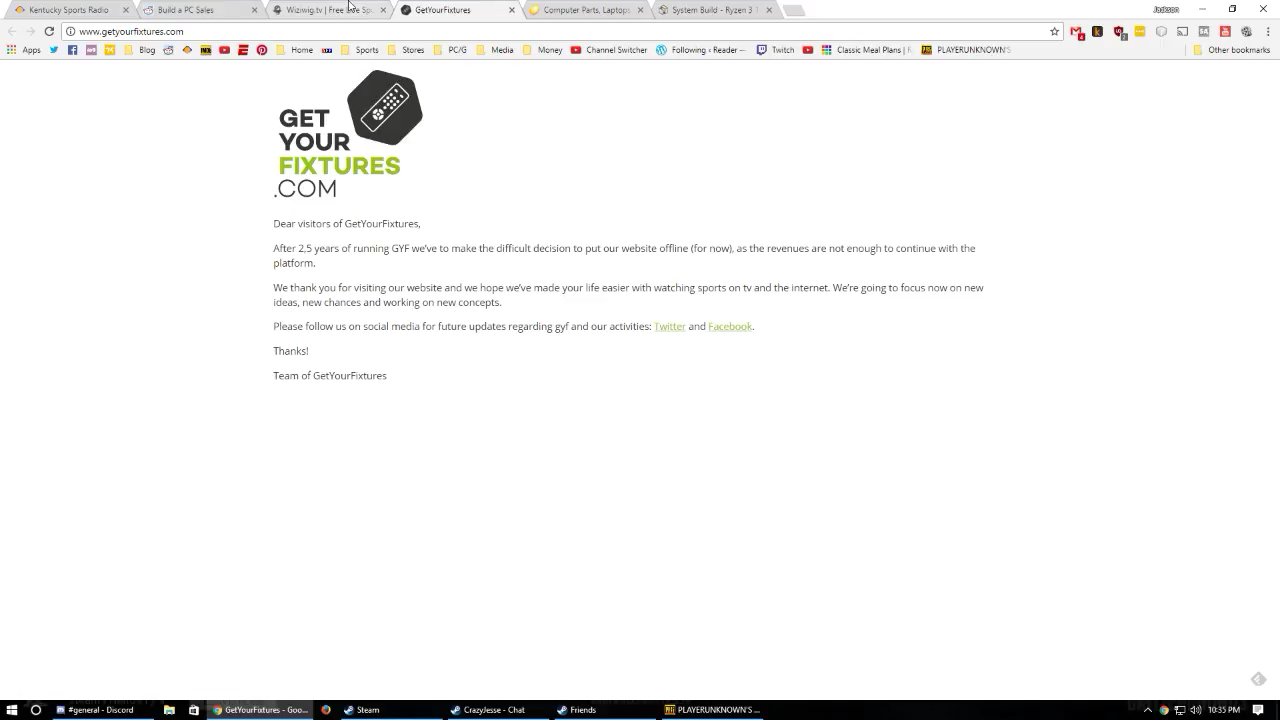 Kentucky Sports Radio
Build a PC Sales
Wiziwig.tv | Free Live Sp
GetYourFixtures
Computer Parts, Laptops
System Build - Ryzen 3 1
Jackson
www.getyourfixtures.com
Apps
Blog
Home
Sports
Stores
PC/G
Media
Money
Channel Switcher
Following ‹ Reader —
Twitch
Classic Meal Plans |
PLAYERUNKNOWN'S
Other bookmarks
GET
YOUR
FIXTURES
.COM
Dear visitors of GetYourFixtures,
After 2,5 years of running GYF we've to make the difficult decision to put our website offline (for now), as the revenues are not enough to continue with the
platform.
We thank you for visiting our website and we hope we've made your life easier with watching sports on tv and the internet. We're going to focus now on new
ideas, new chances and working on new concepts.
Please follow us on social media for future updates regarding gyf and our activities: Twitter and Facebook.
Thanks!
Team of GetYourFixtures
#general - Discord
GetYourFixtures - Goo...
Steam
CrazyJesse - Chat
Friends
PLAYERUNKNOWN'S ...
10:35 PM